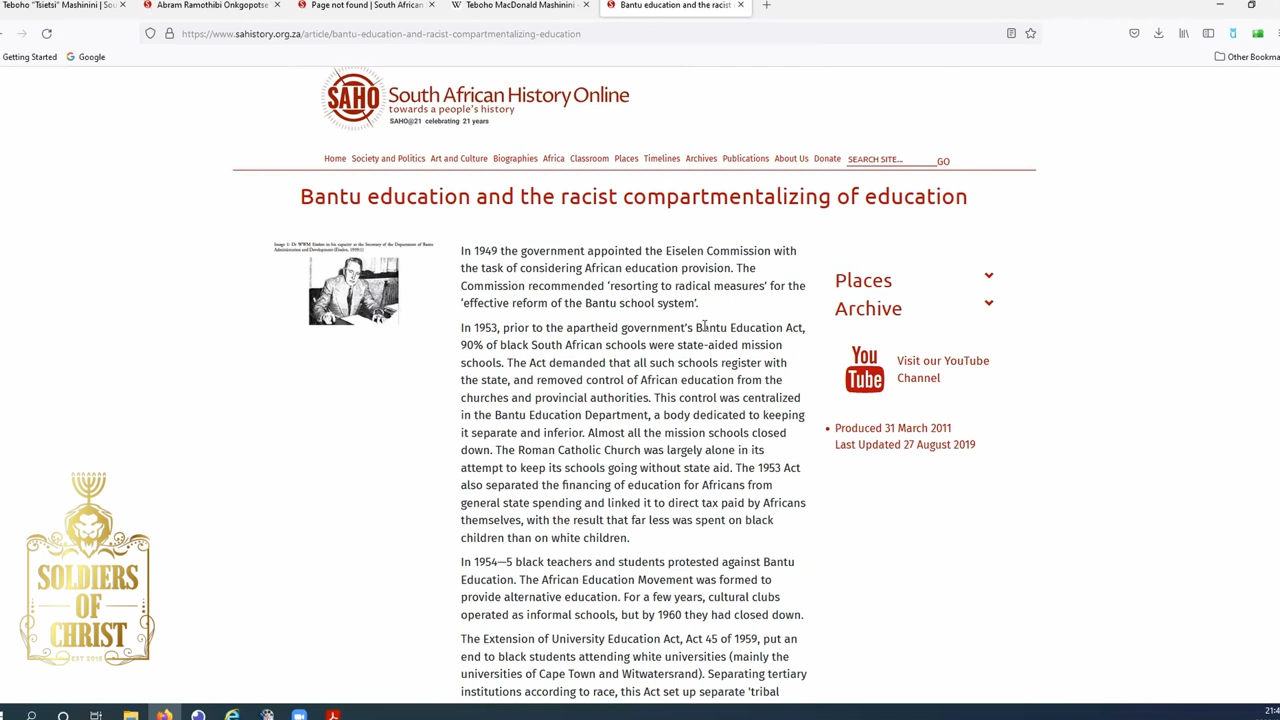 Teboho "Tsietsi" Mashinini | Sou
Abram Ramothibi Onkgopotse
Page not found | South African
Teboho MacDonald Mashinini -
Bantu education and the racist c
https://www.sahistory.org.za/article/bantu-education-and-racist-compartmentalizing-education
Getting Started
Google
Other Bookma
SAHO
South African History Online
towards a people's history
SAHO@21 celebrating 21 years
Home Society and Politics Art and Culture Biographies Africa Classroom Places Timelines Archives Publications About Us Donate SEARCH SITE... GO
Bantu education and the racist compartmentalizing of education
Image 1: Dr WWM Eiselen in his capacity as the Secretary of the Department of Bantu
Administration and Development (Eiselen, 1959:1)
In 1949 the government appointed the Eiselen Commission with
the task of considering African education provision. The
Commission recommended ‘resorting to radical measures’ for the
‘effective reform of the Bantu school system’.
In 1953, prior to the apartheid government’s Bantu Education Act,
90% of black South African schools were state-aided mission
schools. The Act demanded that all such schools register with
the state, and removed control of African education from the
churches and provincial authorities. This control was centralized
in the Bantu Education Department, a body dedicated to keeping
it separate and inferior. Almost all the mission schools closed
down. The Roman Catholic Church was largely alone in its
attempt to keep its schools going without state aid. The 1953 Act
also separated the financing of education for Africans from
general state spending and linked it to direct tax paid by Africans
themselves, with the result that far less was spent on black
children than on white children.
In 1954—5 black teachers and students protested against Bantu
Education. The African Education Movement was formed to
provide alternative education. For a few years, cultural clubs
operated as informal schools, but by 1960 they had closed down.
The Extension of University Education Act, Act 45 of 1959, put an
end to black students attending white universities (mainly the
universities of Cape Town and Witwatersrand). Separating tertiary
institutions according to race, this Act set up separate ‘tribal
Places
Archive
You
Tube
Visit our YouTube
Channel
Produced 31 March 2011
Last Updated 27 August 2019
SOLDIERS
OF
CHRIST
21:4